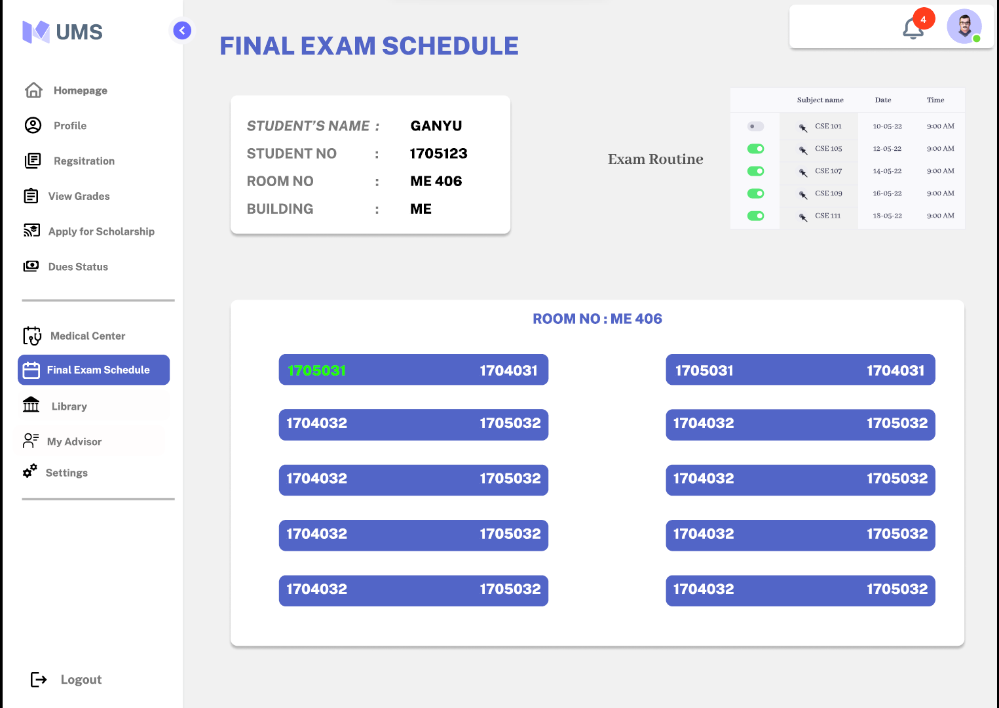 UMS
FINAL EXAM SCHEDULE
4
Homepage
Profile
Regsitration
View Grades
Apply for Scholarship
Dues Status
Medical Center
Final Exam Schedule
Library
My Advisor
Settings
Logout
STUDENT’S NAME : GANYU
STUDENT NO : 1705123
ROOM NO : ME 406
BUILDING : ME
Exam Routine
Subject name Date Time
CSE 101 10-05-22 9:00 AM
CSE 105 12-05-22 9:00 AM
CSE 107 14-05-22 9:00 AM
CSE 109 16-05-22 9:00 AM
CSE 111 18-05-22 9:00 AM
ROOM NO : ME 406
1705031 1704031 1705031 1704031
1704032 1705032 1704032 1705032
1704032 1705032 1704032 1705032
1704032 1705032 1704032 1705032
1704032 1705032 1704032 1705032